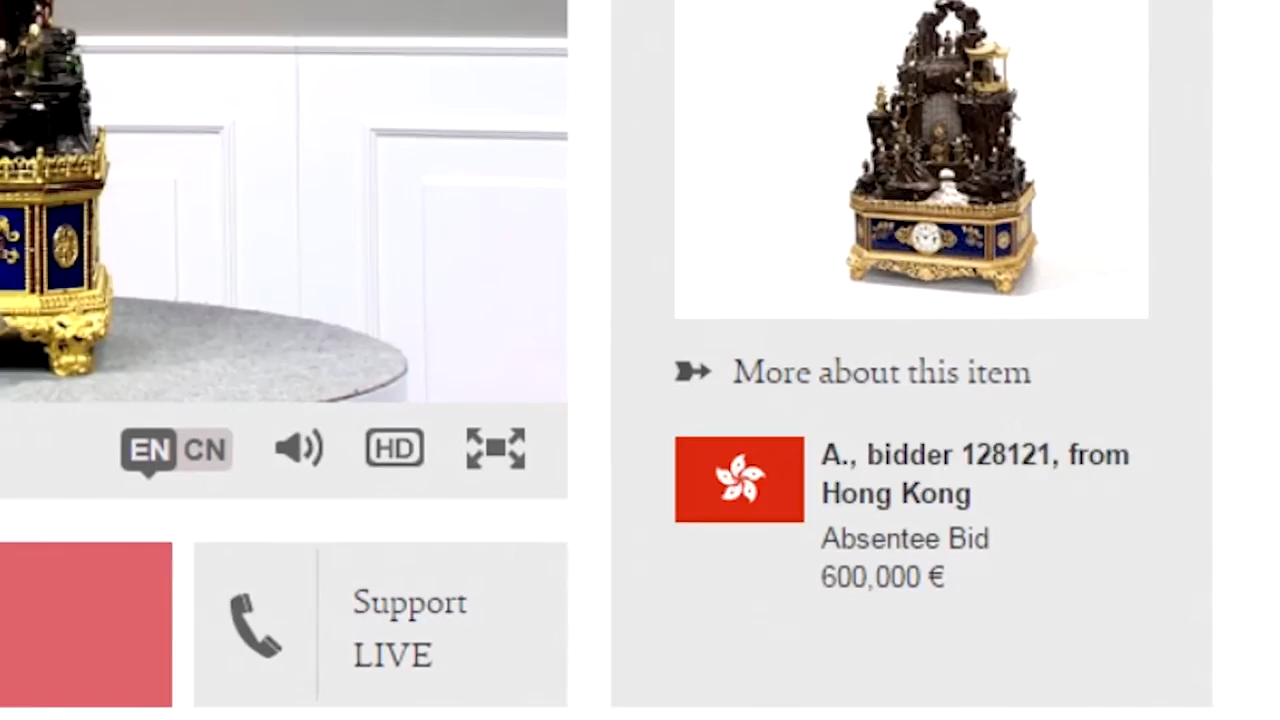 More about this item
EN CN
HD
A., bidder 128121, from
Hong Kong
Absentee Bid
600,000 €
Support
LIVE